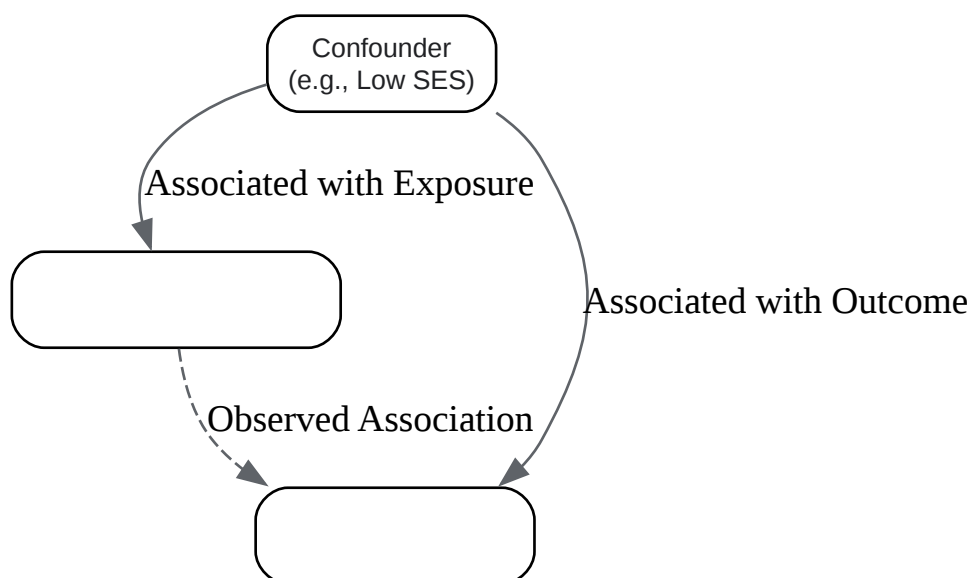 Confounder
(e.g., Low SES)
Associated with Exposure
Associated with Outcome
Observed Association